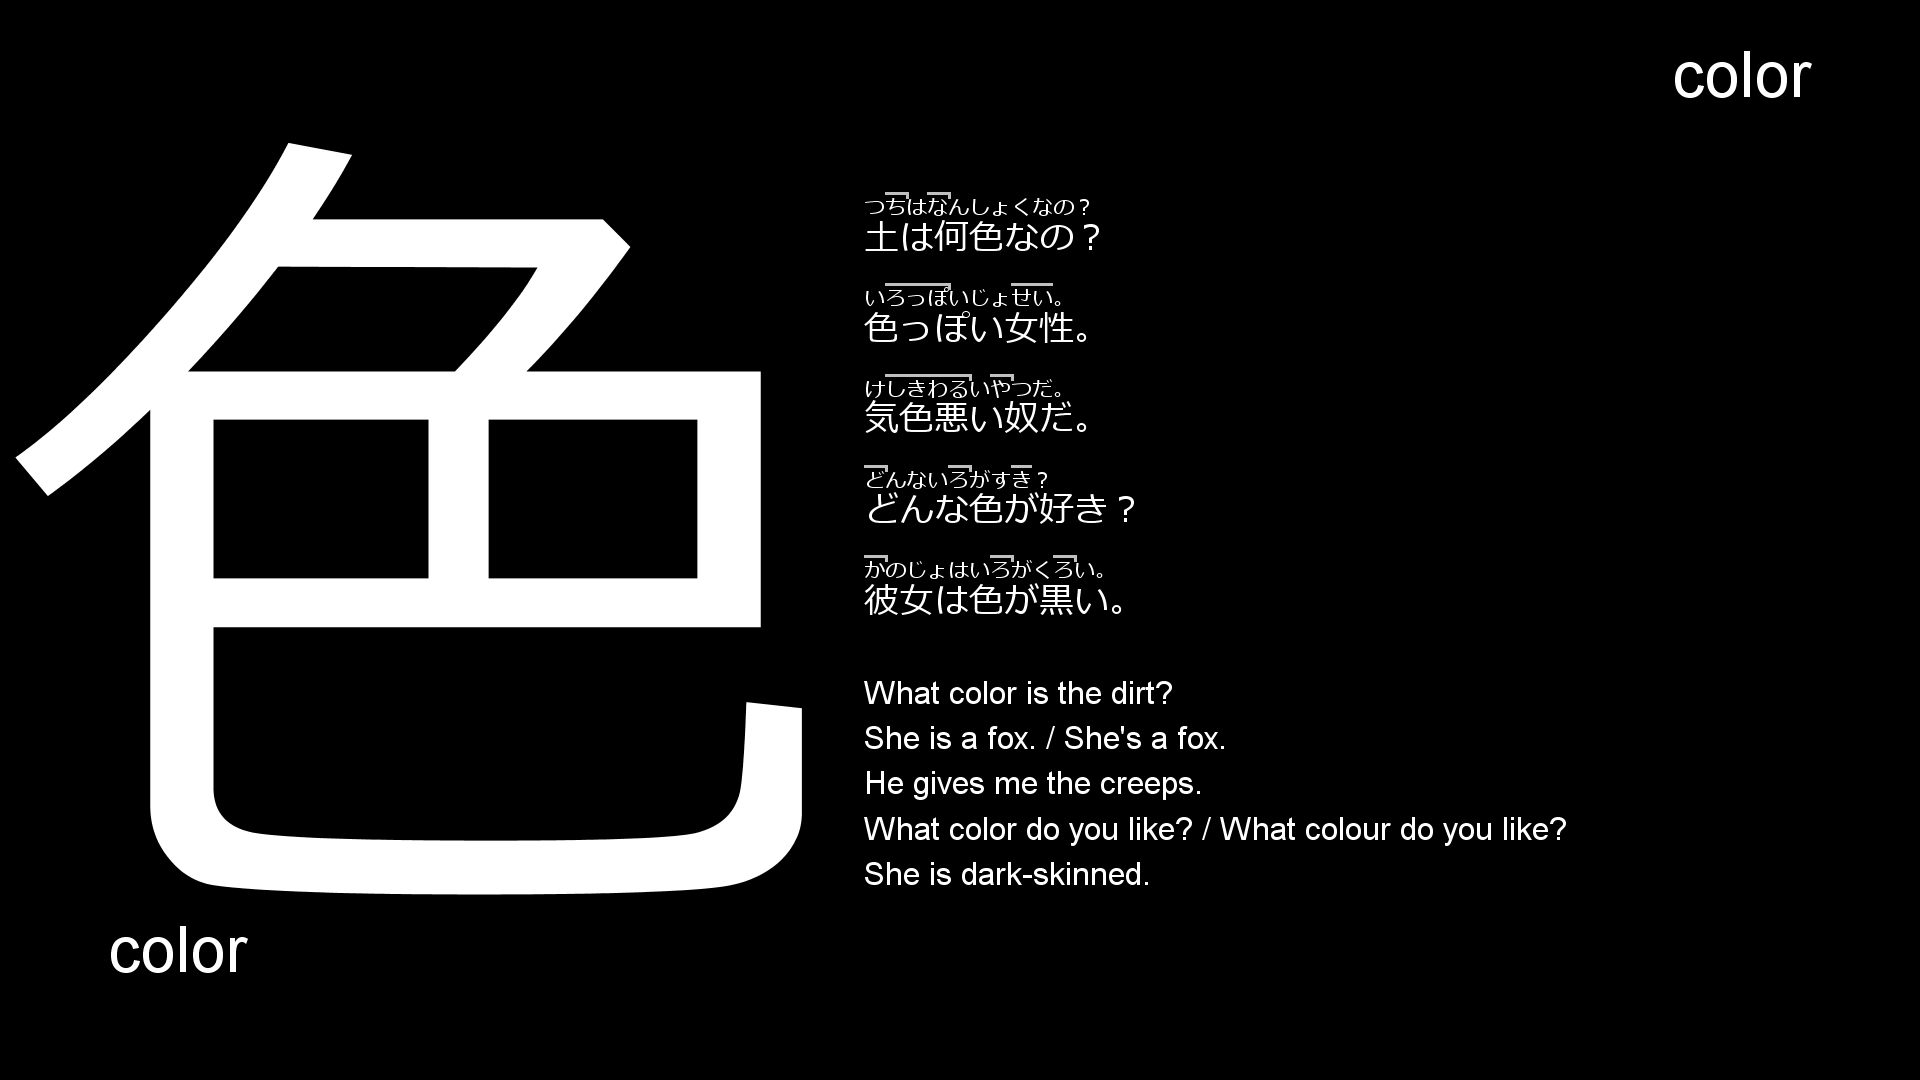 color
色
つちはなんしょくなの？
土は何色なの？
いろっぽいじょせい。
色っぽい女性。
けしきわるいやつだ。
気色悪い奴だ。
どんないろがすき？
どんな色が好き？
かのじょはいろがくろい。
彼女は色が黒い。
What color is the dirt?
She is a fox. / She's a fox.
He gives me the creeps.
What color do you like? / What colour do you like?
She is dark-skinned.
color